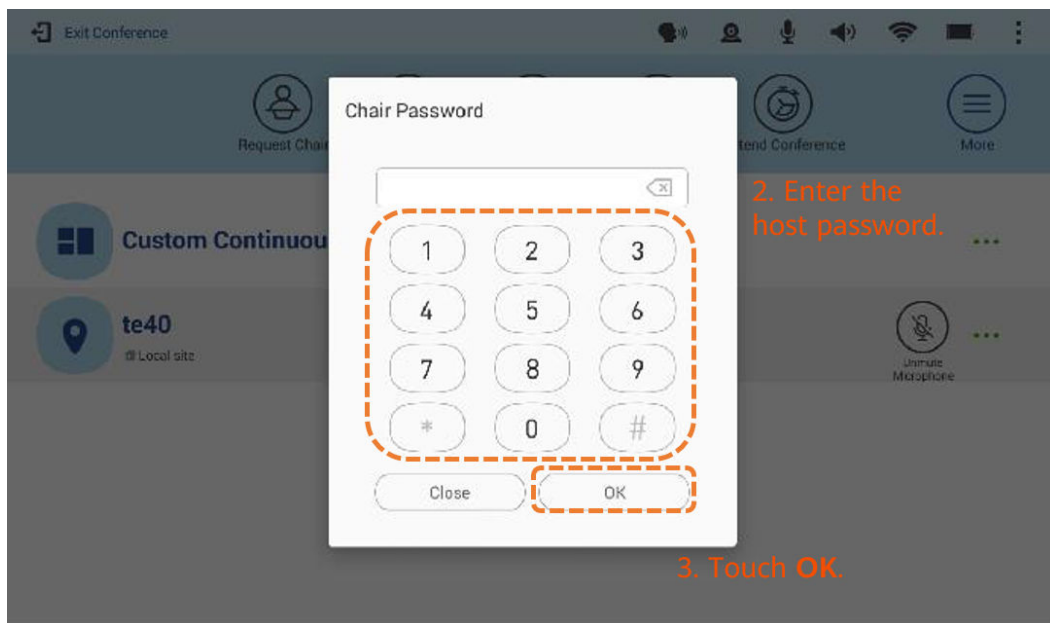 Exit Conference
Chair Password
Request Chair
tend Conference
More
2. Enter the
host password.
Custom Continuou
1 2 3
4 5 6
7 8 9
* 0 #
te40
Local site
Unmute
Microphone
Close OK
3. Touch OK.